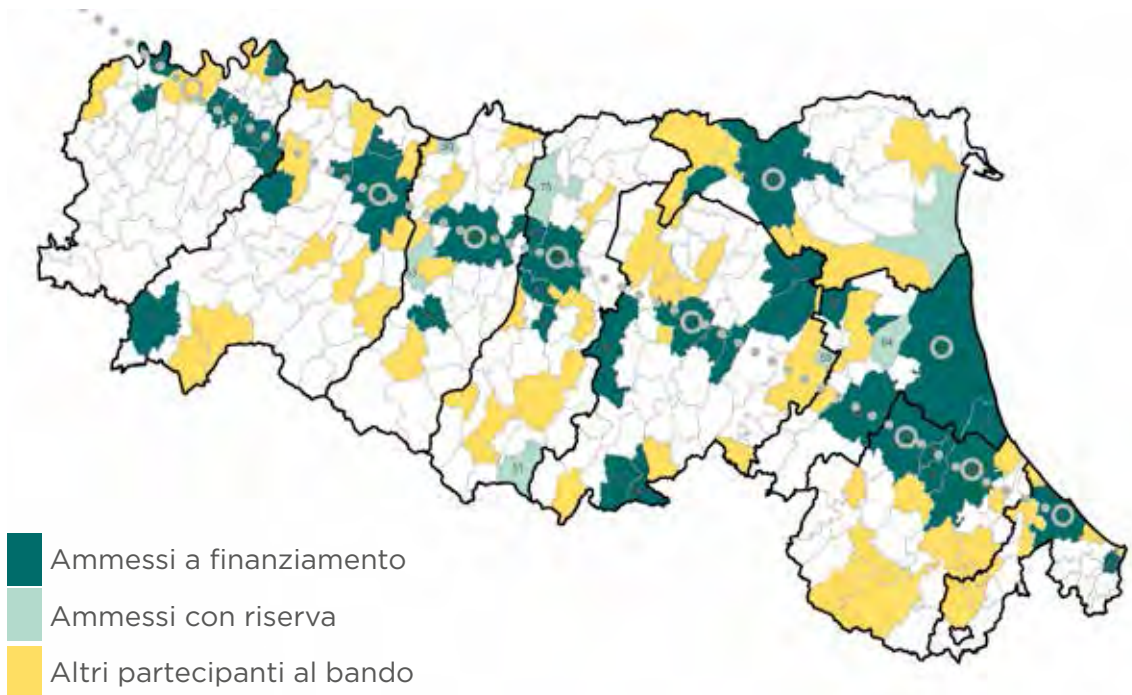 Ammessi a finanziamento
Ammessi con riserva
Altri partecipanti al bando